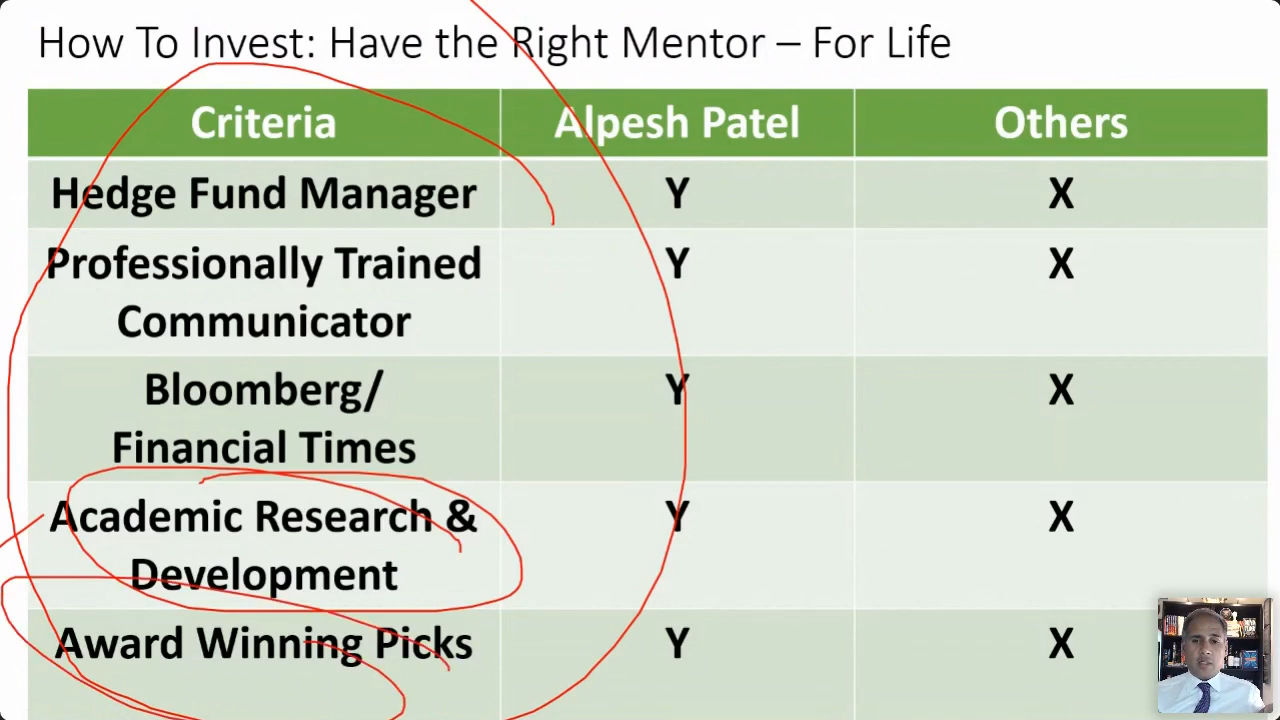 How To Invest: Have the Right Mentor – For Life
Criteria Alpesh Patel Others
Hedge Fund Manager Y X
Professionally Trained
Communicator Y X
Bloomberg/
Financial Times Y X
Academic Research &
Development Y X
Award Winning Picks Y X